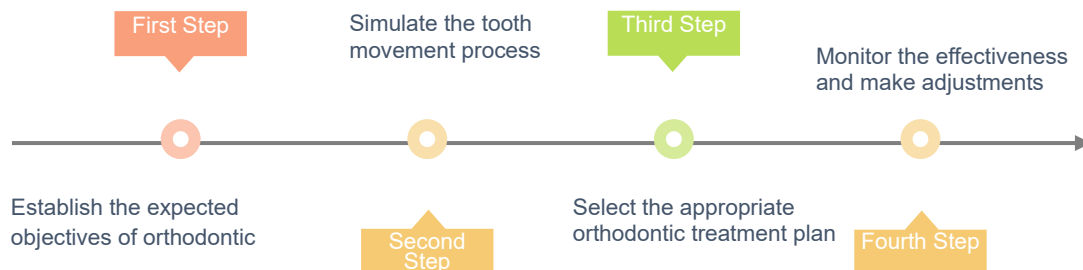 First Step
Establish the expected
objectives of orthodontic
Simulate the tooth
movement process
Second
Step
Third Step
Select the appropriate
orthodontic treatment plan
Monitor the effectiveness
and make adjustments
Fourth Step